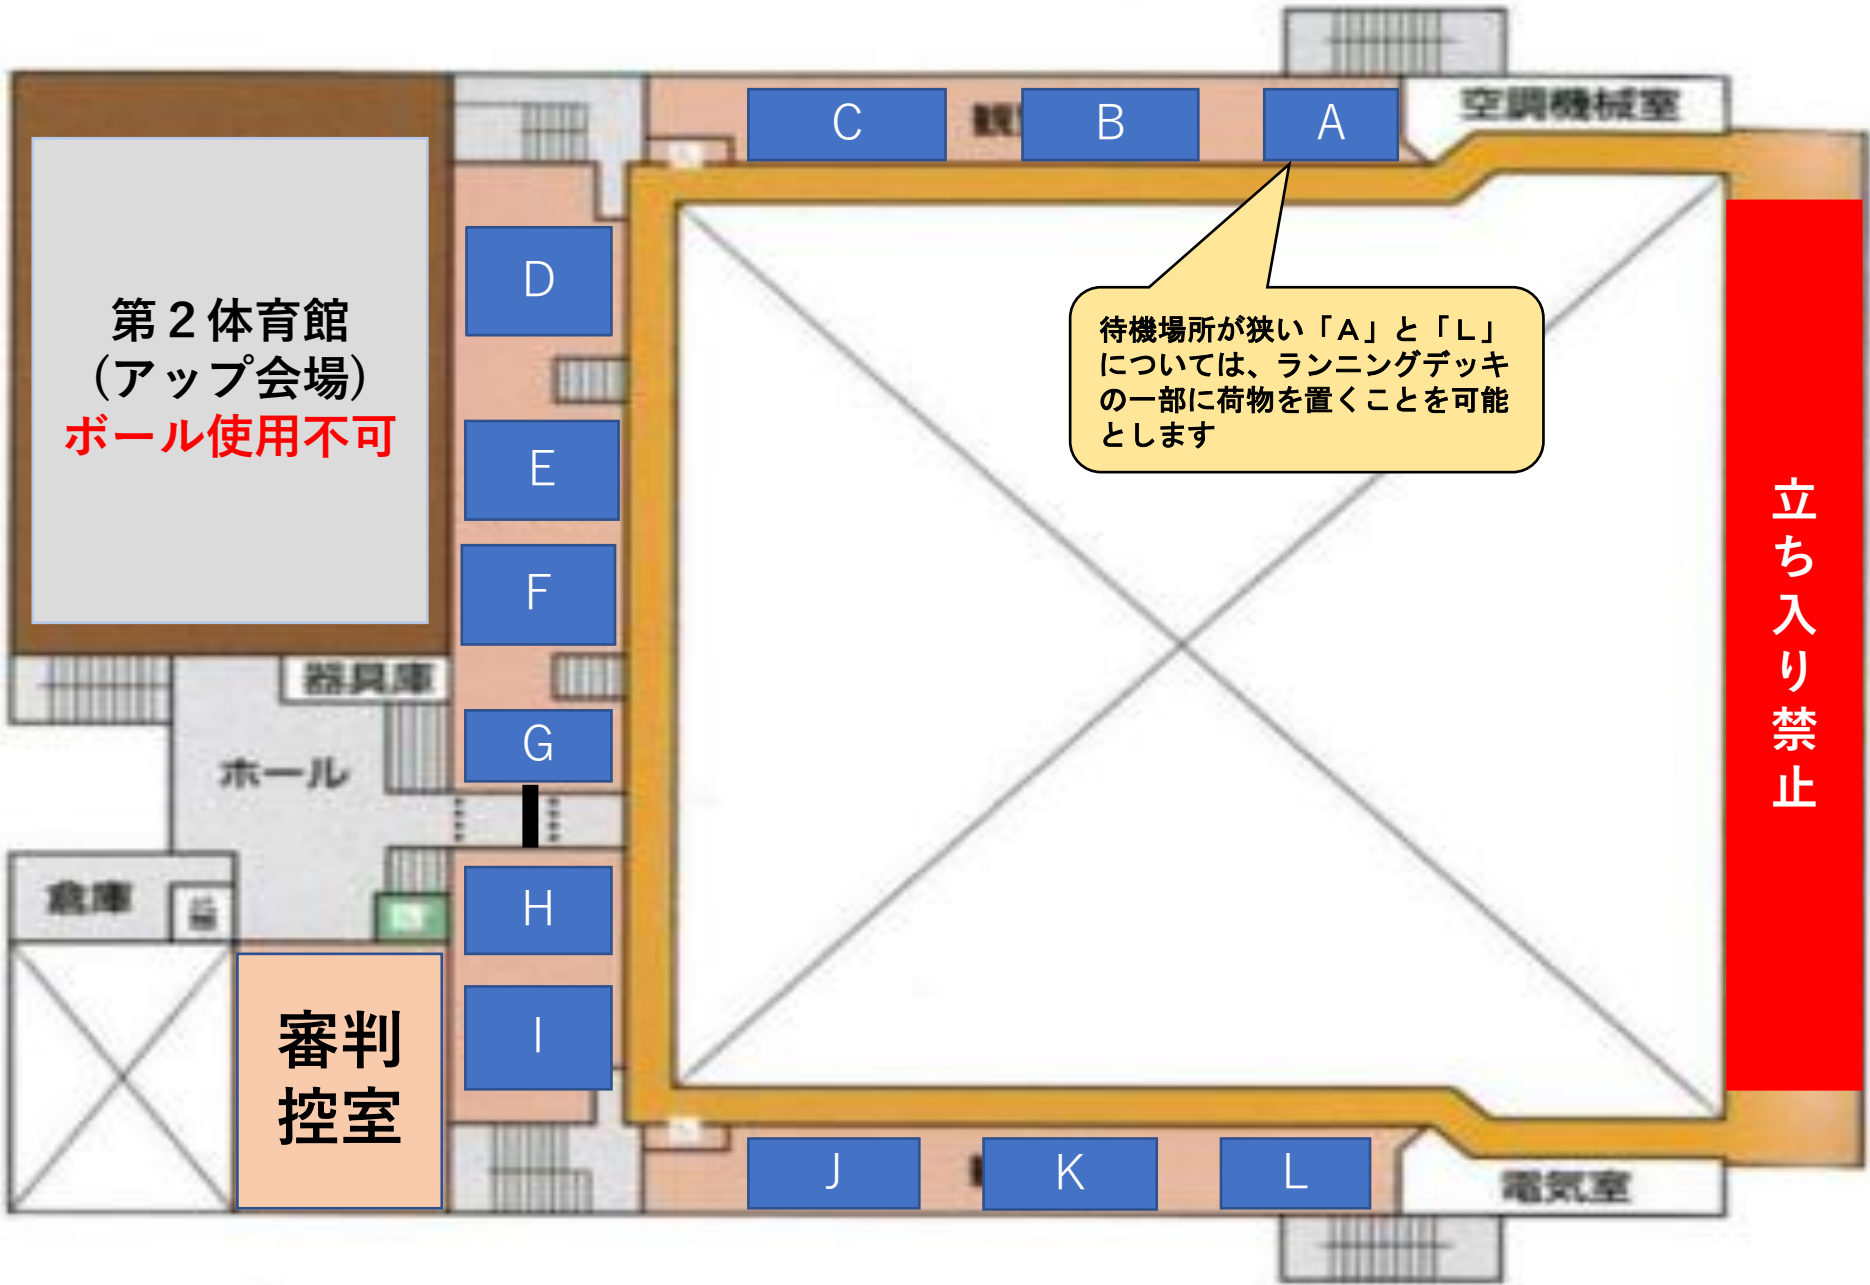 空調機械室
C
観
B
A
D
第２体育館
（アップ会場）
ボール使用不可
待機場所が狭い「Ａ」と「Ｌ」
については、ランニングデッキ
の一部に荷物を置くことを可能
とします
E
F
立ち入り禁止
器具庫
G
ホール
H
倉庫
I
審判
控室
J
K
L
電気室